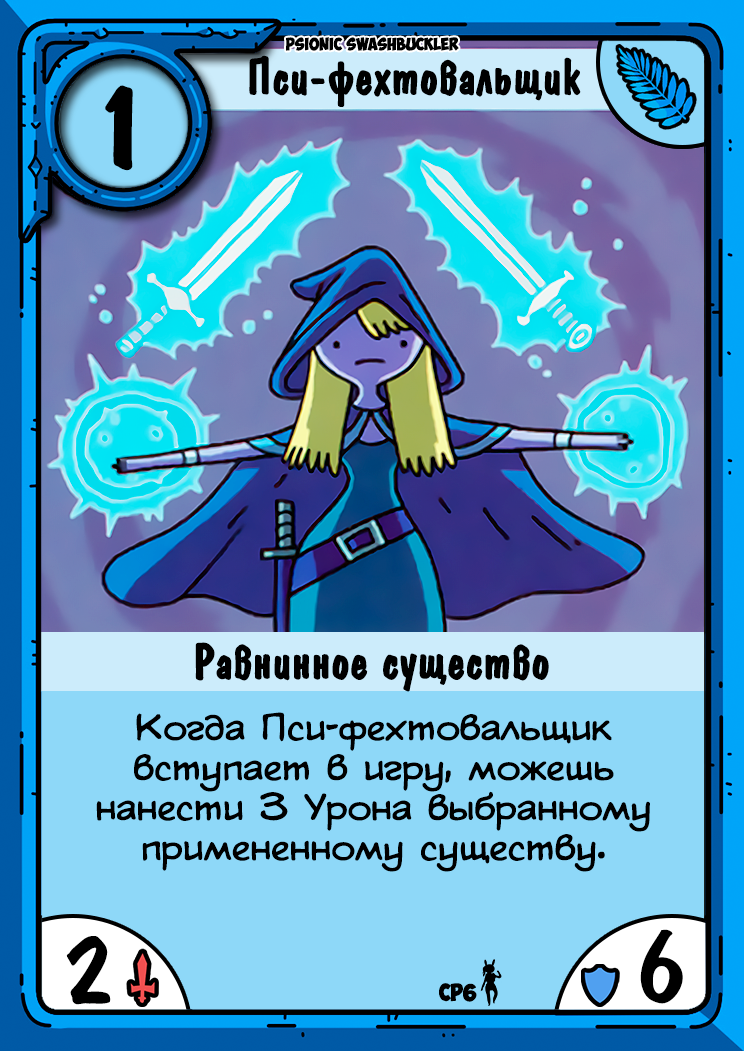 PSIONIC SWASHBUCKLER
Пси-фехтовальщик
1
Равнинное существо
Когда Пси-фехтовальщик
вступает в игру, можешь
нанести 3 Урона выбранному
примененному существу.
2
CP6
6